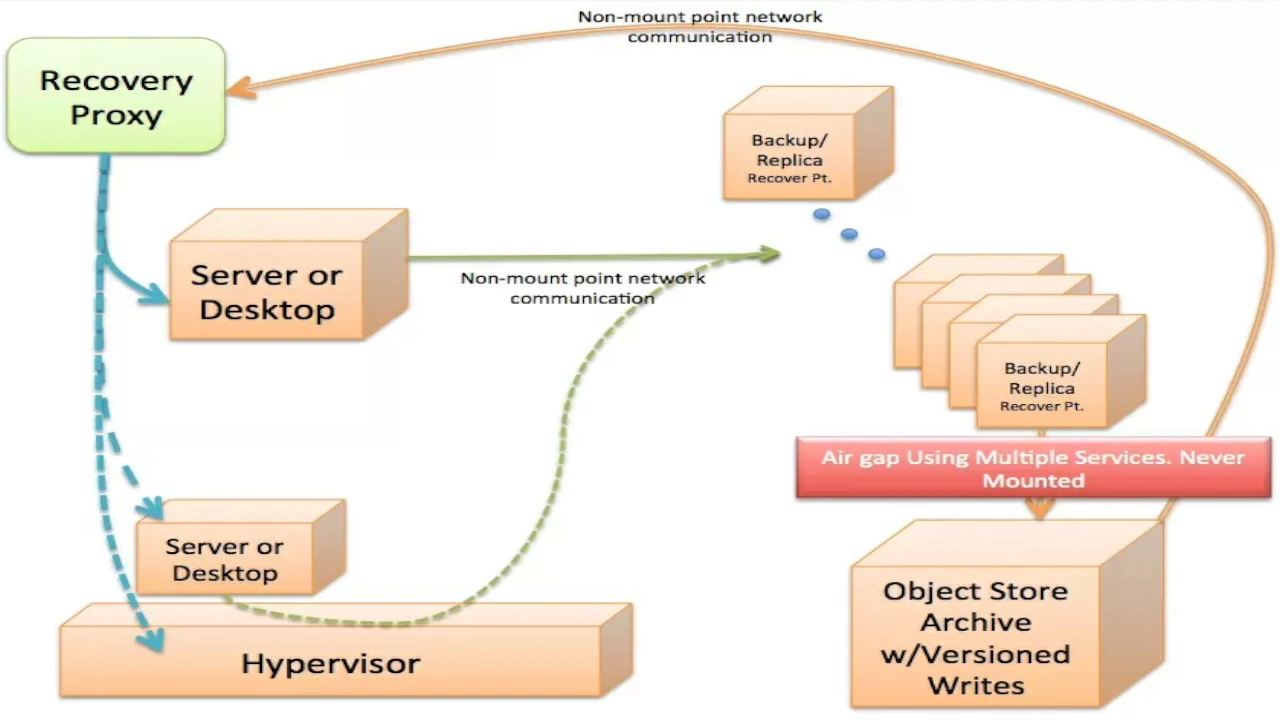 Non-mount point network
communication
Recovery
Proxy
Backup/
Replica
Recover Pt.
Server or
Desktop
Non-mount point network
communication
Backup/
Replica
Recover Pt.
Air gap Using Multiple Services. Never
Mounted
Server or
Desktop
Object Store
Archive
w/Versioned
Writes
Hypervisor